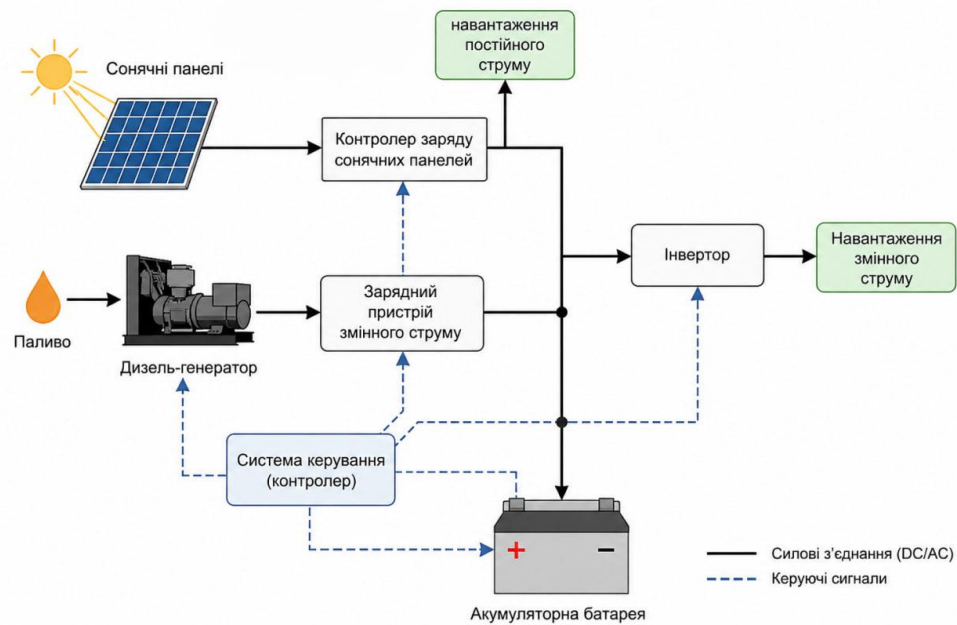 Сонячні панелі
навантаження
постійного
струму
Контролер заряду
сонячних панелей
Інвертор
Навантаження
змінного
струму
Паливо
Дизель-генератор
Зарядний
пристрій
змінного струму
Система керування
(контролер)
+ −
Акумуляторна батарея
Силові з’єднання (DC/AC)
Керуючі сигнали